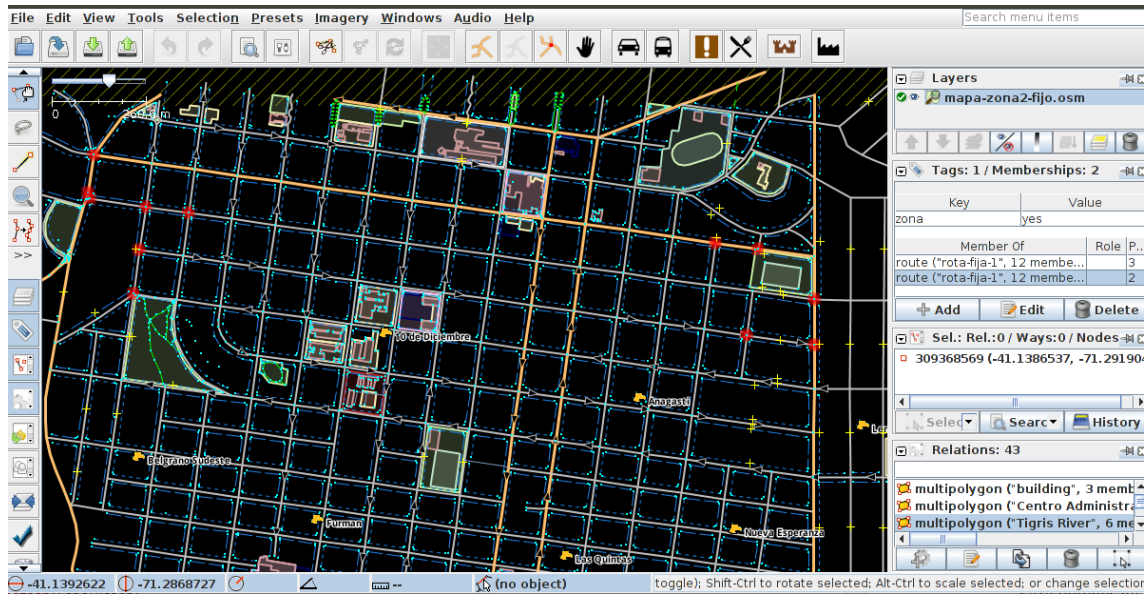 File Edit View Tools Selection Presets Imagery Windows Audio Help
Search menu items
0
Layers
mapa-zona2-fijo.osm
Tags: 1 / Memberships: 2
Key Value
zona yes
Member Of Role P..
route ("rota-fija-1", 12 membe... 3
route ("rota-fija-1", 12 membe... 2
Add Edit Delete
Sel.: Rel.:0 / Ways:0 / Nodes
309368569 (-41.1386537, -71.291904
Selec Searc History
Relations: 43
multipolygon ("building", 3 memb
multipolygon ("Centro Administra
multipolygon ("Tigris River", 6 me
>>
10 de Diciembre
Anagasti
Belgrano Sudeste
Furman
Nueva Esperanza
Las Quintas
-41.1392622 -71.2868727 -- (no object) toggle); Shift-Ctrl to rotate selected; Alt-Ctrl to scale selected; or change selection